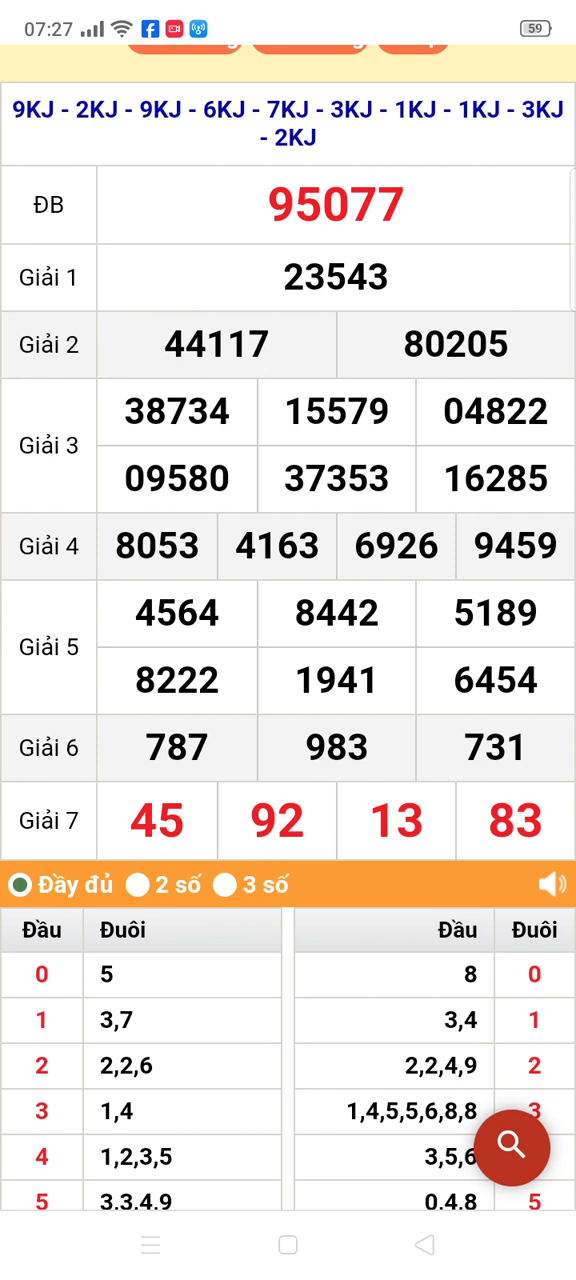 07:27
59
9KJ - 2KJ - 9KJ - 6KJ - 7KJ - 3KJ - 1KJ - 1KJ - 3KJ
- 2KJ
ĐB 95077
Giải 1 23543
Giải 2 44117 80205
Giải 3
38734 15579 04822
09580 37353 16285
Giải 4 8053 4163 6926 9459
Giải 5
4564 8442 5189
8222 1941 6454
Giải 6 787 983 731
Giải 7 45 92 13 83
Đầy đủ 2 số 3 số
Đầu Đuôi Đầu Đuôi
0 5 8 0
1 3,7 3,4 1
2 2,2,6 2,2,4,9 2
3 1,4 1,4,5,5,6,8,8 3
4 1,2,3,5 3,5,6
5 3,3,4,9 0,4,8 5